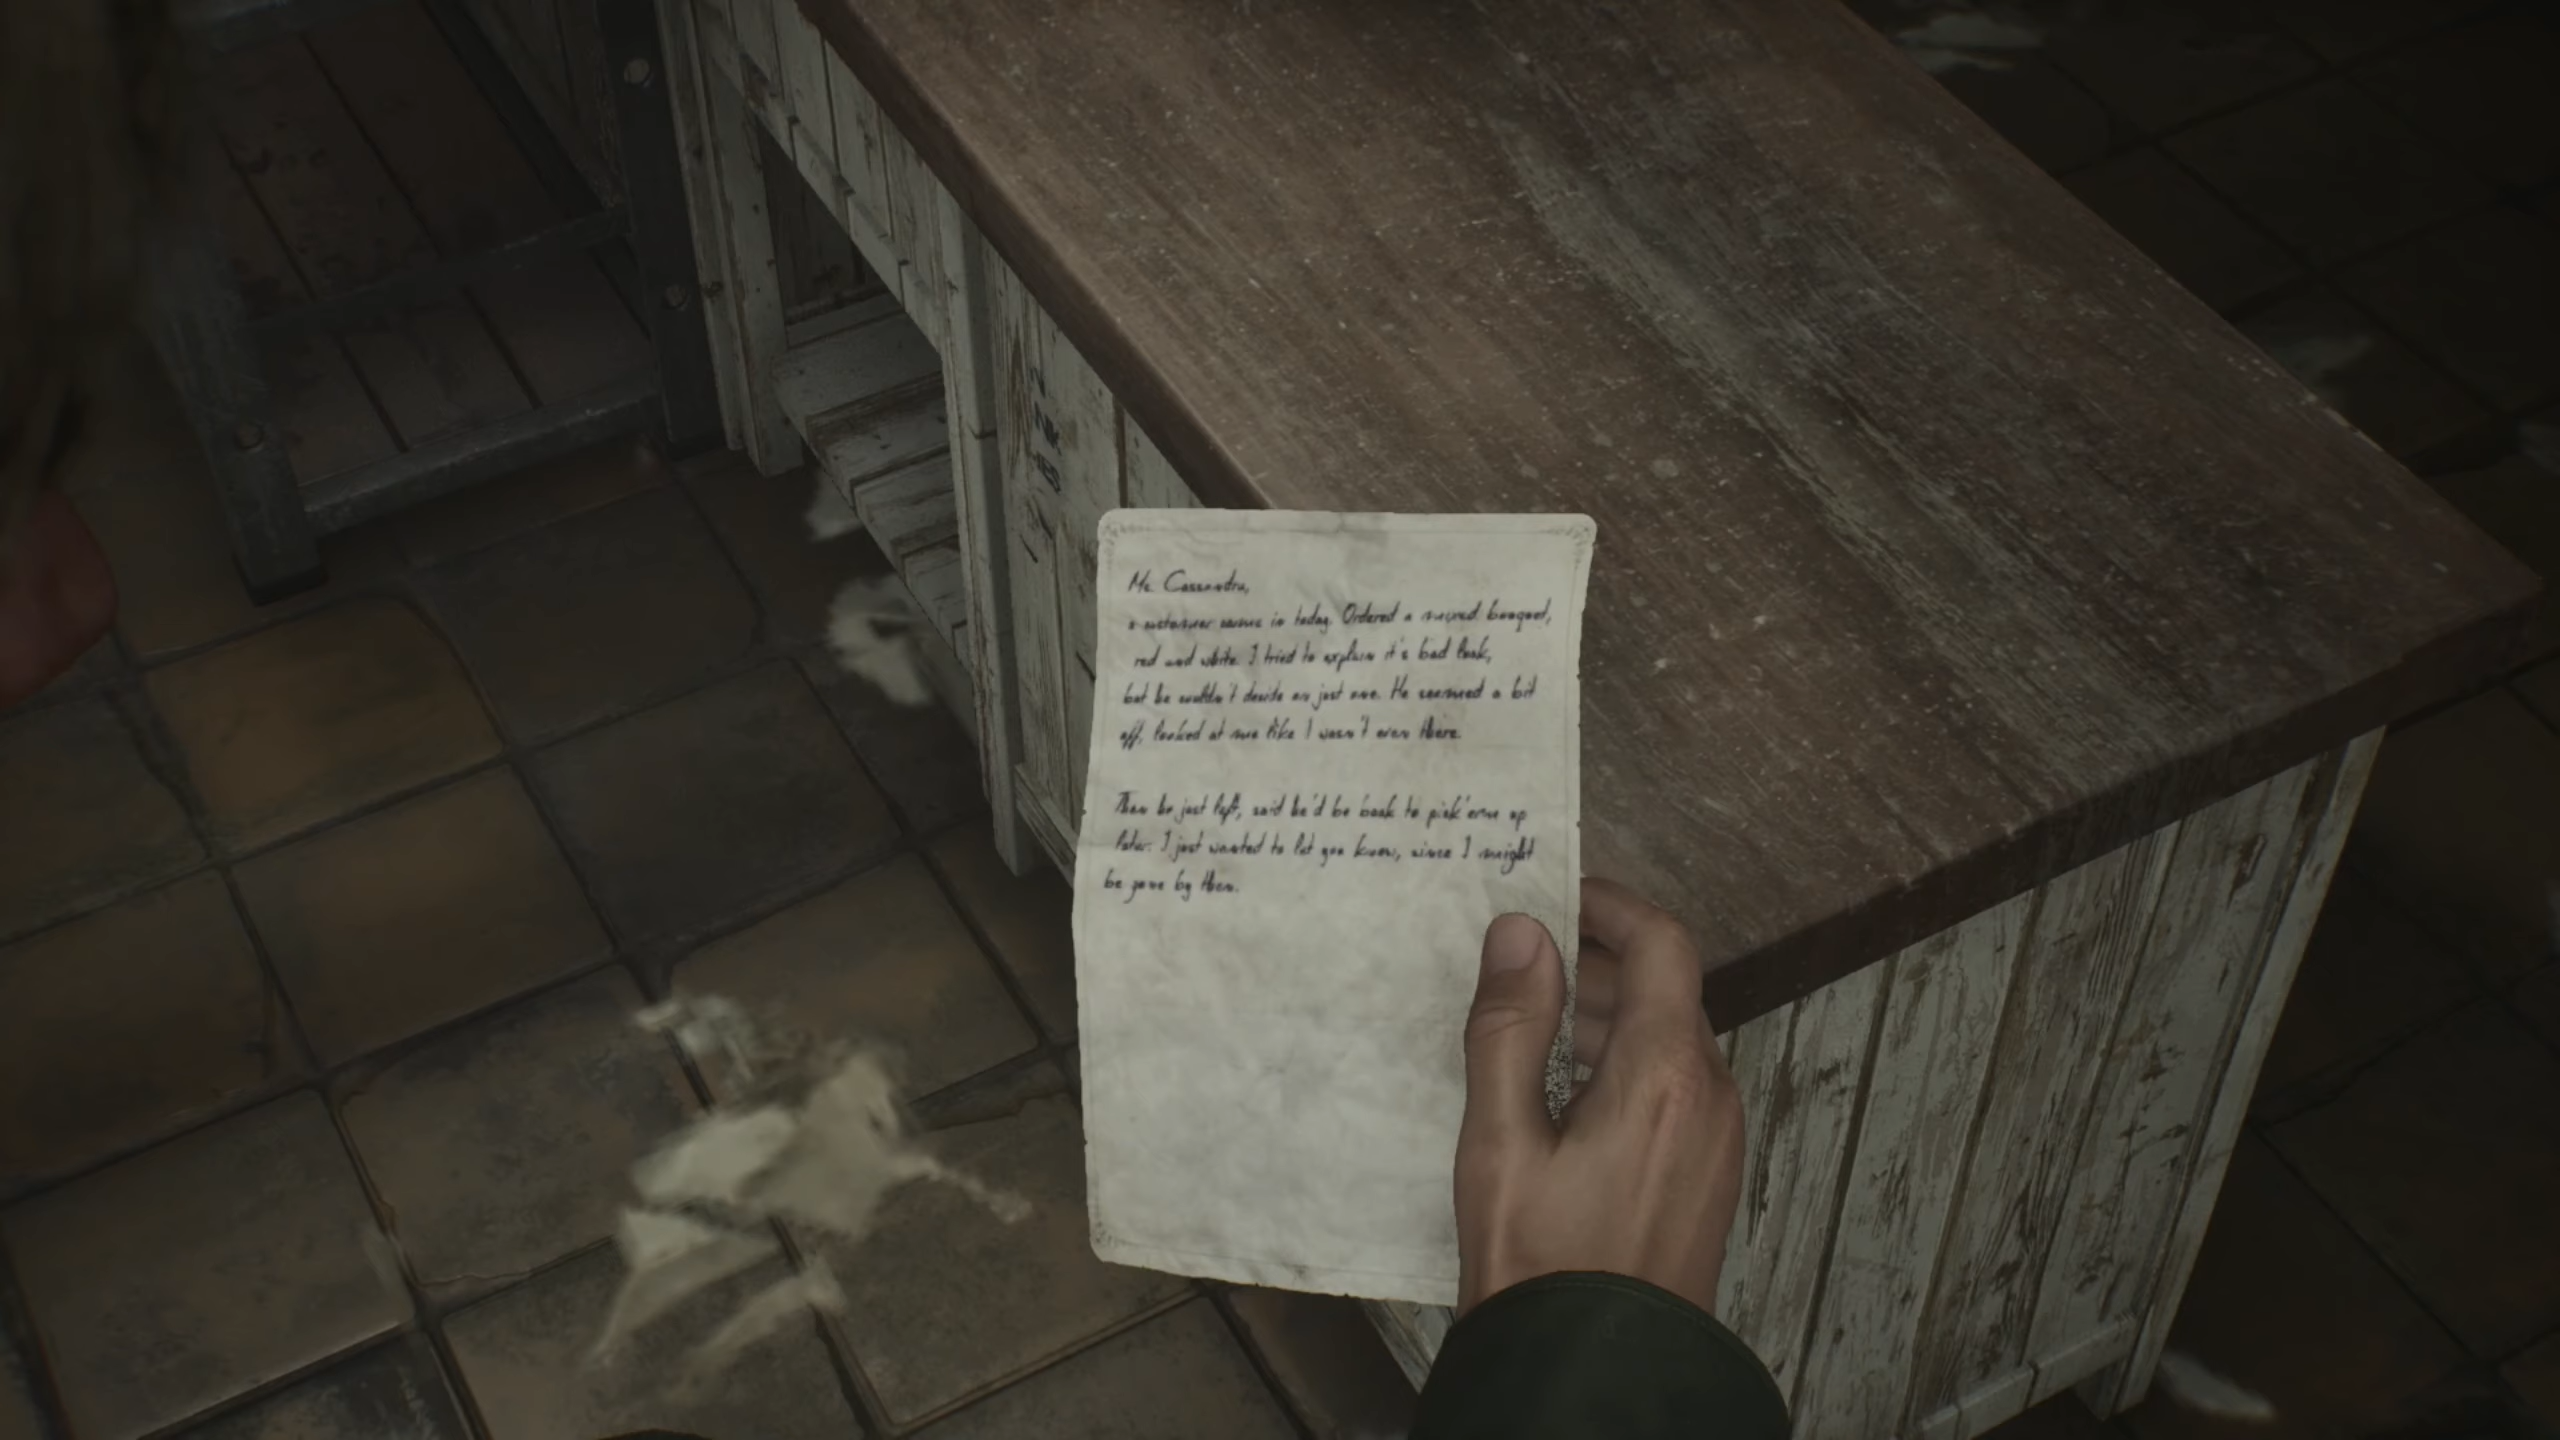 Ms. Cassandra,
a customer came in today. Ordered a mixed bouquet,
red and white. I tried to explain it's bad luck,
but he couldn't decide on just one. He seemed a bit
off, looked at me like I wasn't even there.
Then he just left, said he'd be back to pick'eme up
later. I just wanted to let you know, since I might
be gone by then.